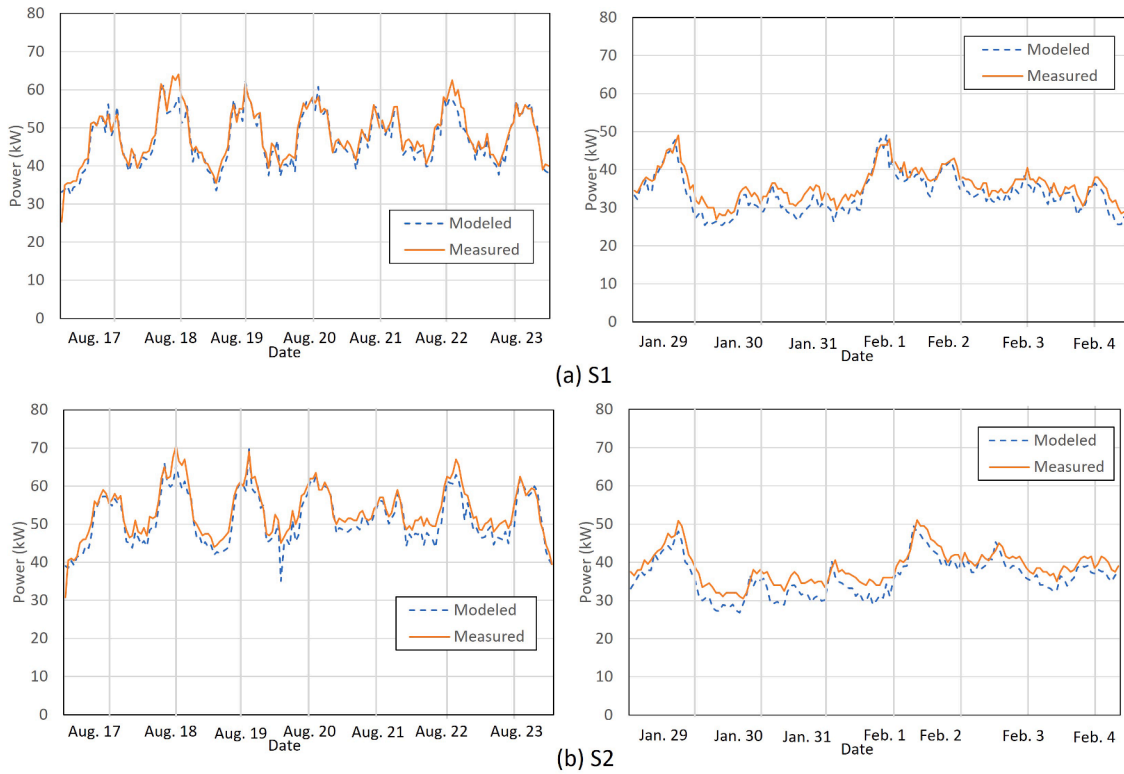 80
70
60
50
40
30
20
10
0
Power (kW)
Modeled
Measured
Aug. 17 Aug. 18 Aug. 19 Aug. 20 Aug. 21 Aug. 22 Aug. 23
Date
80
70
60
50
40
30
20
10
0
Power (kW)
Modeled
Measured
Jan. 29 Jan. 30 Jan. 31 Feb. 1 Feb. 2 Feb. 3 Feb. 4
Date
(a) S1
80
70
60
50
40
30
20
10
0
Power (kW)
Modeled
Measured
Aug. 17 Aug. 18 Aug. 19 Aug. 20 Aug. 21 Aug. 22 Aug. 23
Date
80
70
60
50
40
30
20
10
0
Power (kW)
Modeled
Measured
Jan. 29 Jan. 30 Jan. 31 Feb. 1 Feb. 2 Feb. 3 Feb. 4
Date
(b) S2